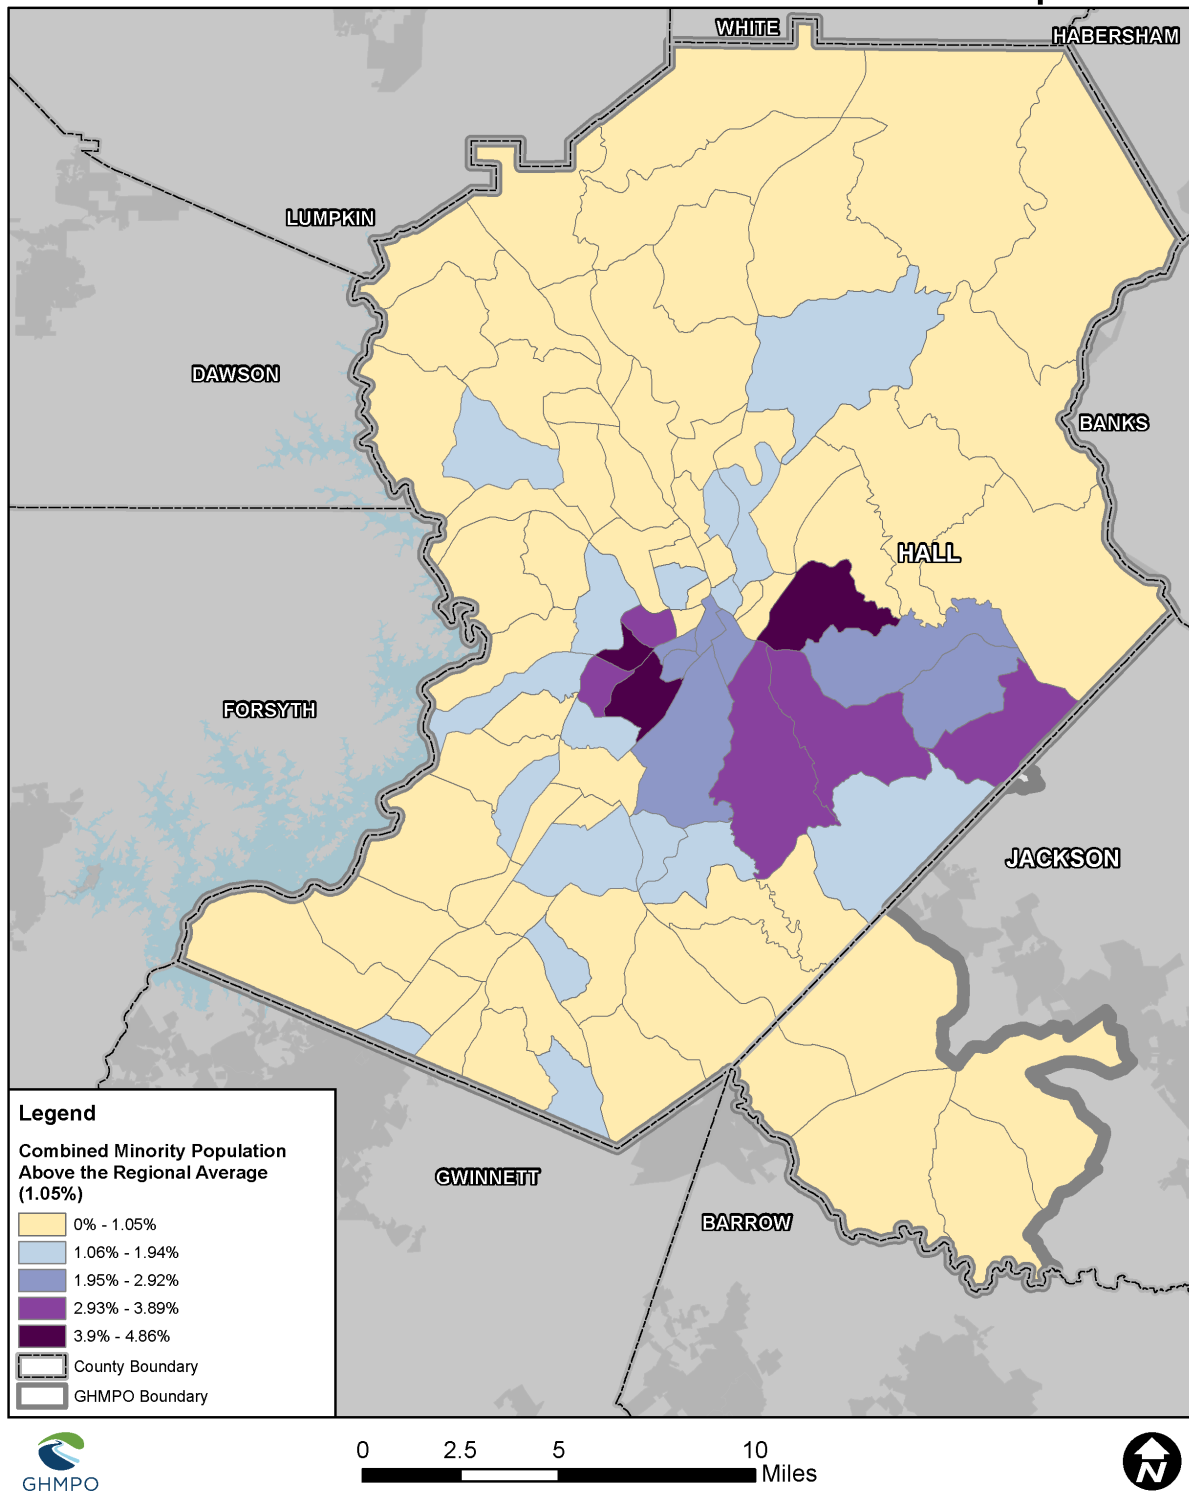 WHITE
HABERSHAM
LUMPKIN
DAWSON
BANKS
HALL
FORSYTH
JACKSON
GWINNETT
BARROW
Legend
Combined Minority Population
Above the Regional Average
(1.05%)
0% - 1.05%
1.06% - 1.94%
1.95% - 2.92%
2.93% - 3.89%
3.9% - 4.86%
County Boundary
GHMPO Boundary
GHMPO
0 2.5 5 10
Miles
N